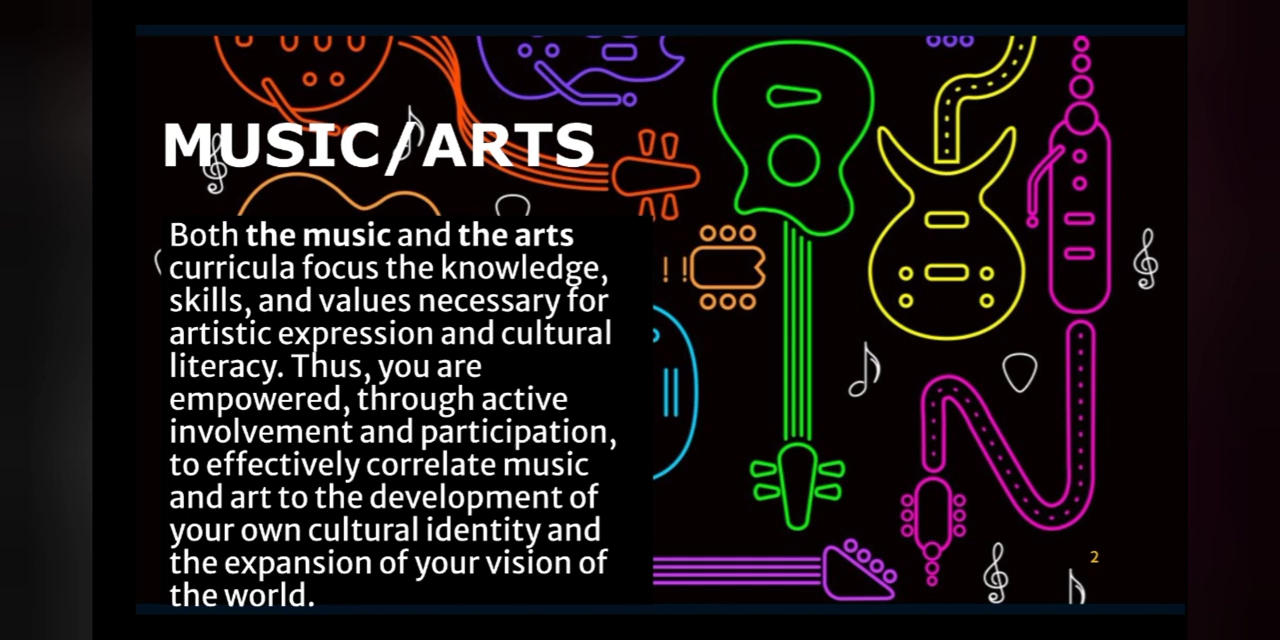 MUSIC/ARTS
Both the music and the arts
curricula focus the knowledge,
skills, and values necessary for
artistic expression and cultural
literacy. Thus, you are
empowered, through active
involvement and participation,
to effectively correlate music
and art to the development of
your own cultural identity and
the expansion of your vision of
the world.
2